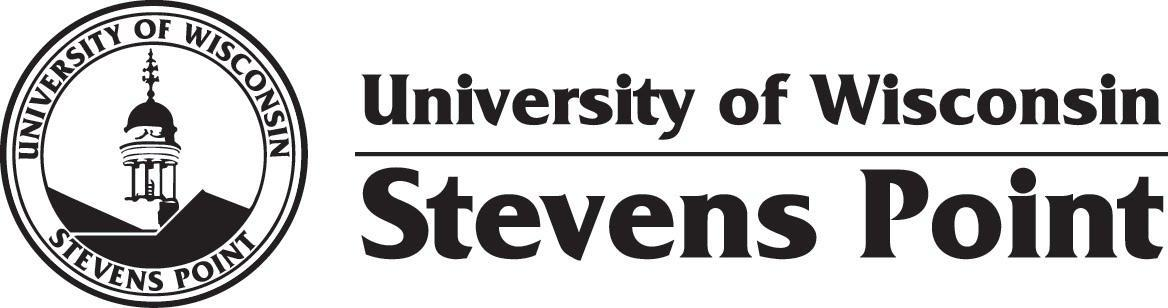 UNIVERSITY OF WISCONSIN
STEVENS POINT
University of Wisconsin
Stevens Point